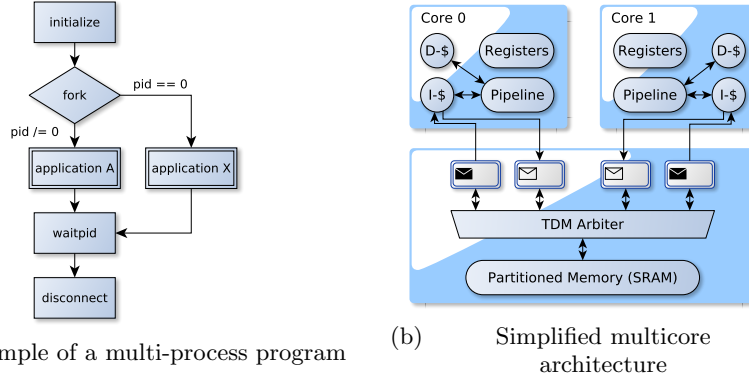 initialize
fork
pid == 0
pid /= 0
application A
application X
waitpid
disconnect
of a multi-process program
Core 0
D-$
Registers
I-$
Pipeline
Core 1
Registers
D-$
Pipeline
I-$
TDM Arbiter
Partitioned Memory (SRAM)
(b) Simplified multicore
architecture